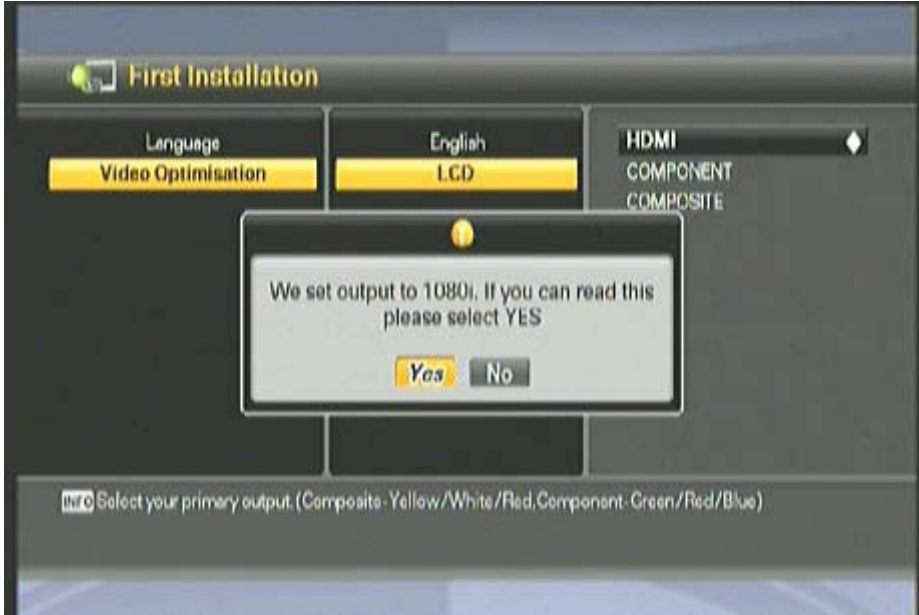 First Installation
Language
Video Optimisation
English
LCD
HDMI
COMPONENT
COMPOSITE
!
We set output to 1080i. If you can read this
please select YES
Yes No
INFO Select your primary output.(Composite-Yellow/White/Red,Component-Green/Red/Blue)